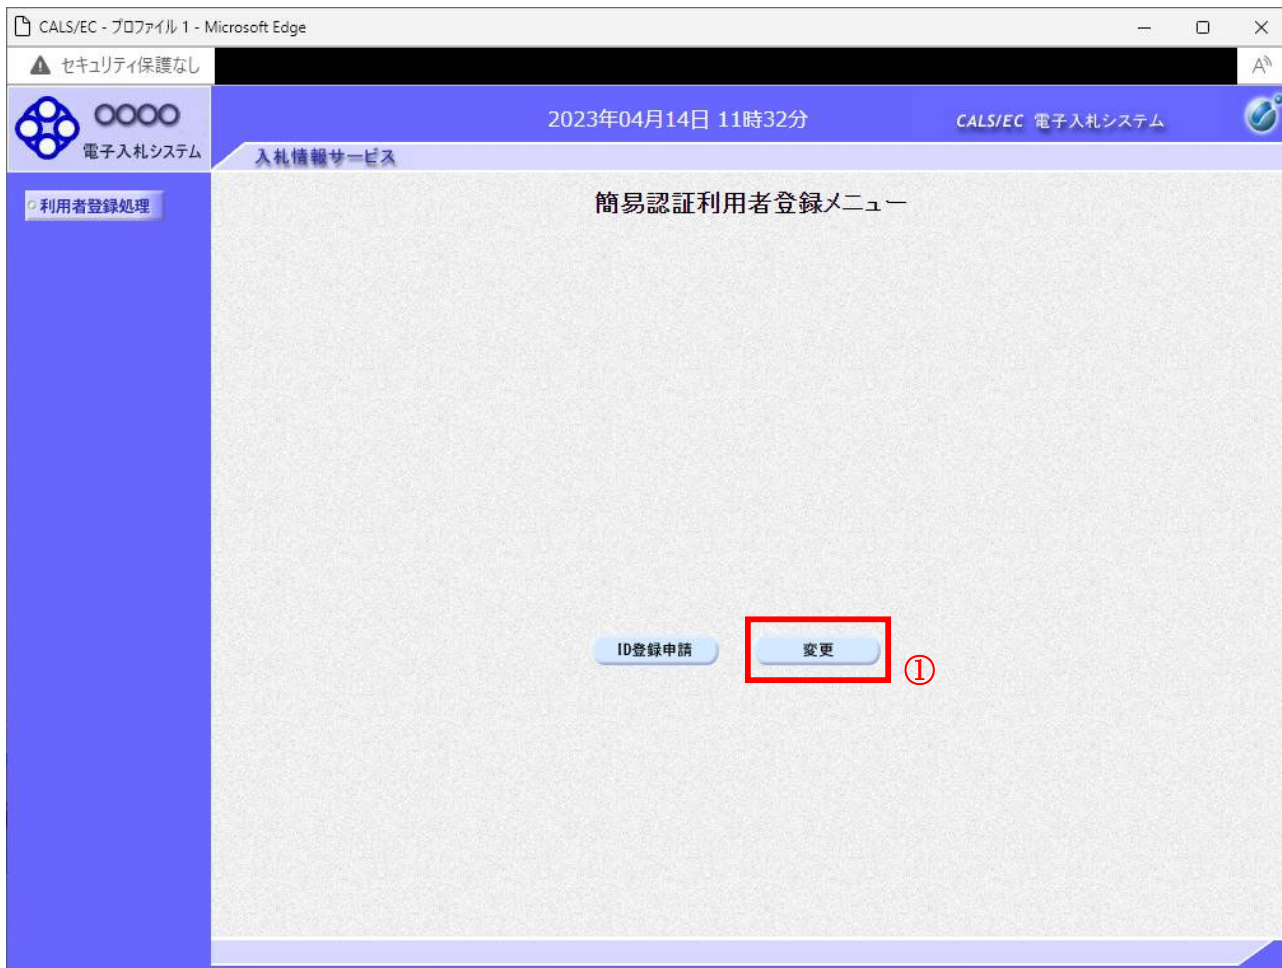 CALS/EC - プロファイル 1 - Microsoft Edge
セキュリティ保護なし
A
○○○○
電子入札システム
2023年04月14日 11時32分
CALS/EC 電子入札システム
入札情報サービス
利用者登録処理
簡易認証利用者登録メニュー
ID登録申請
変更
①